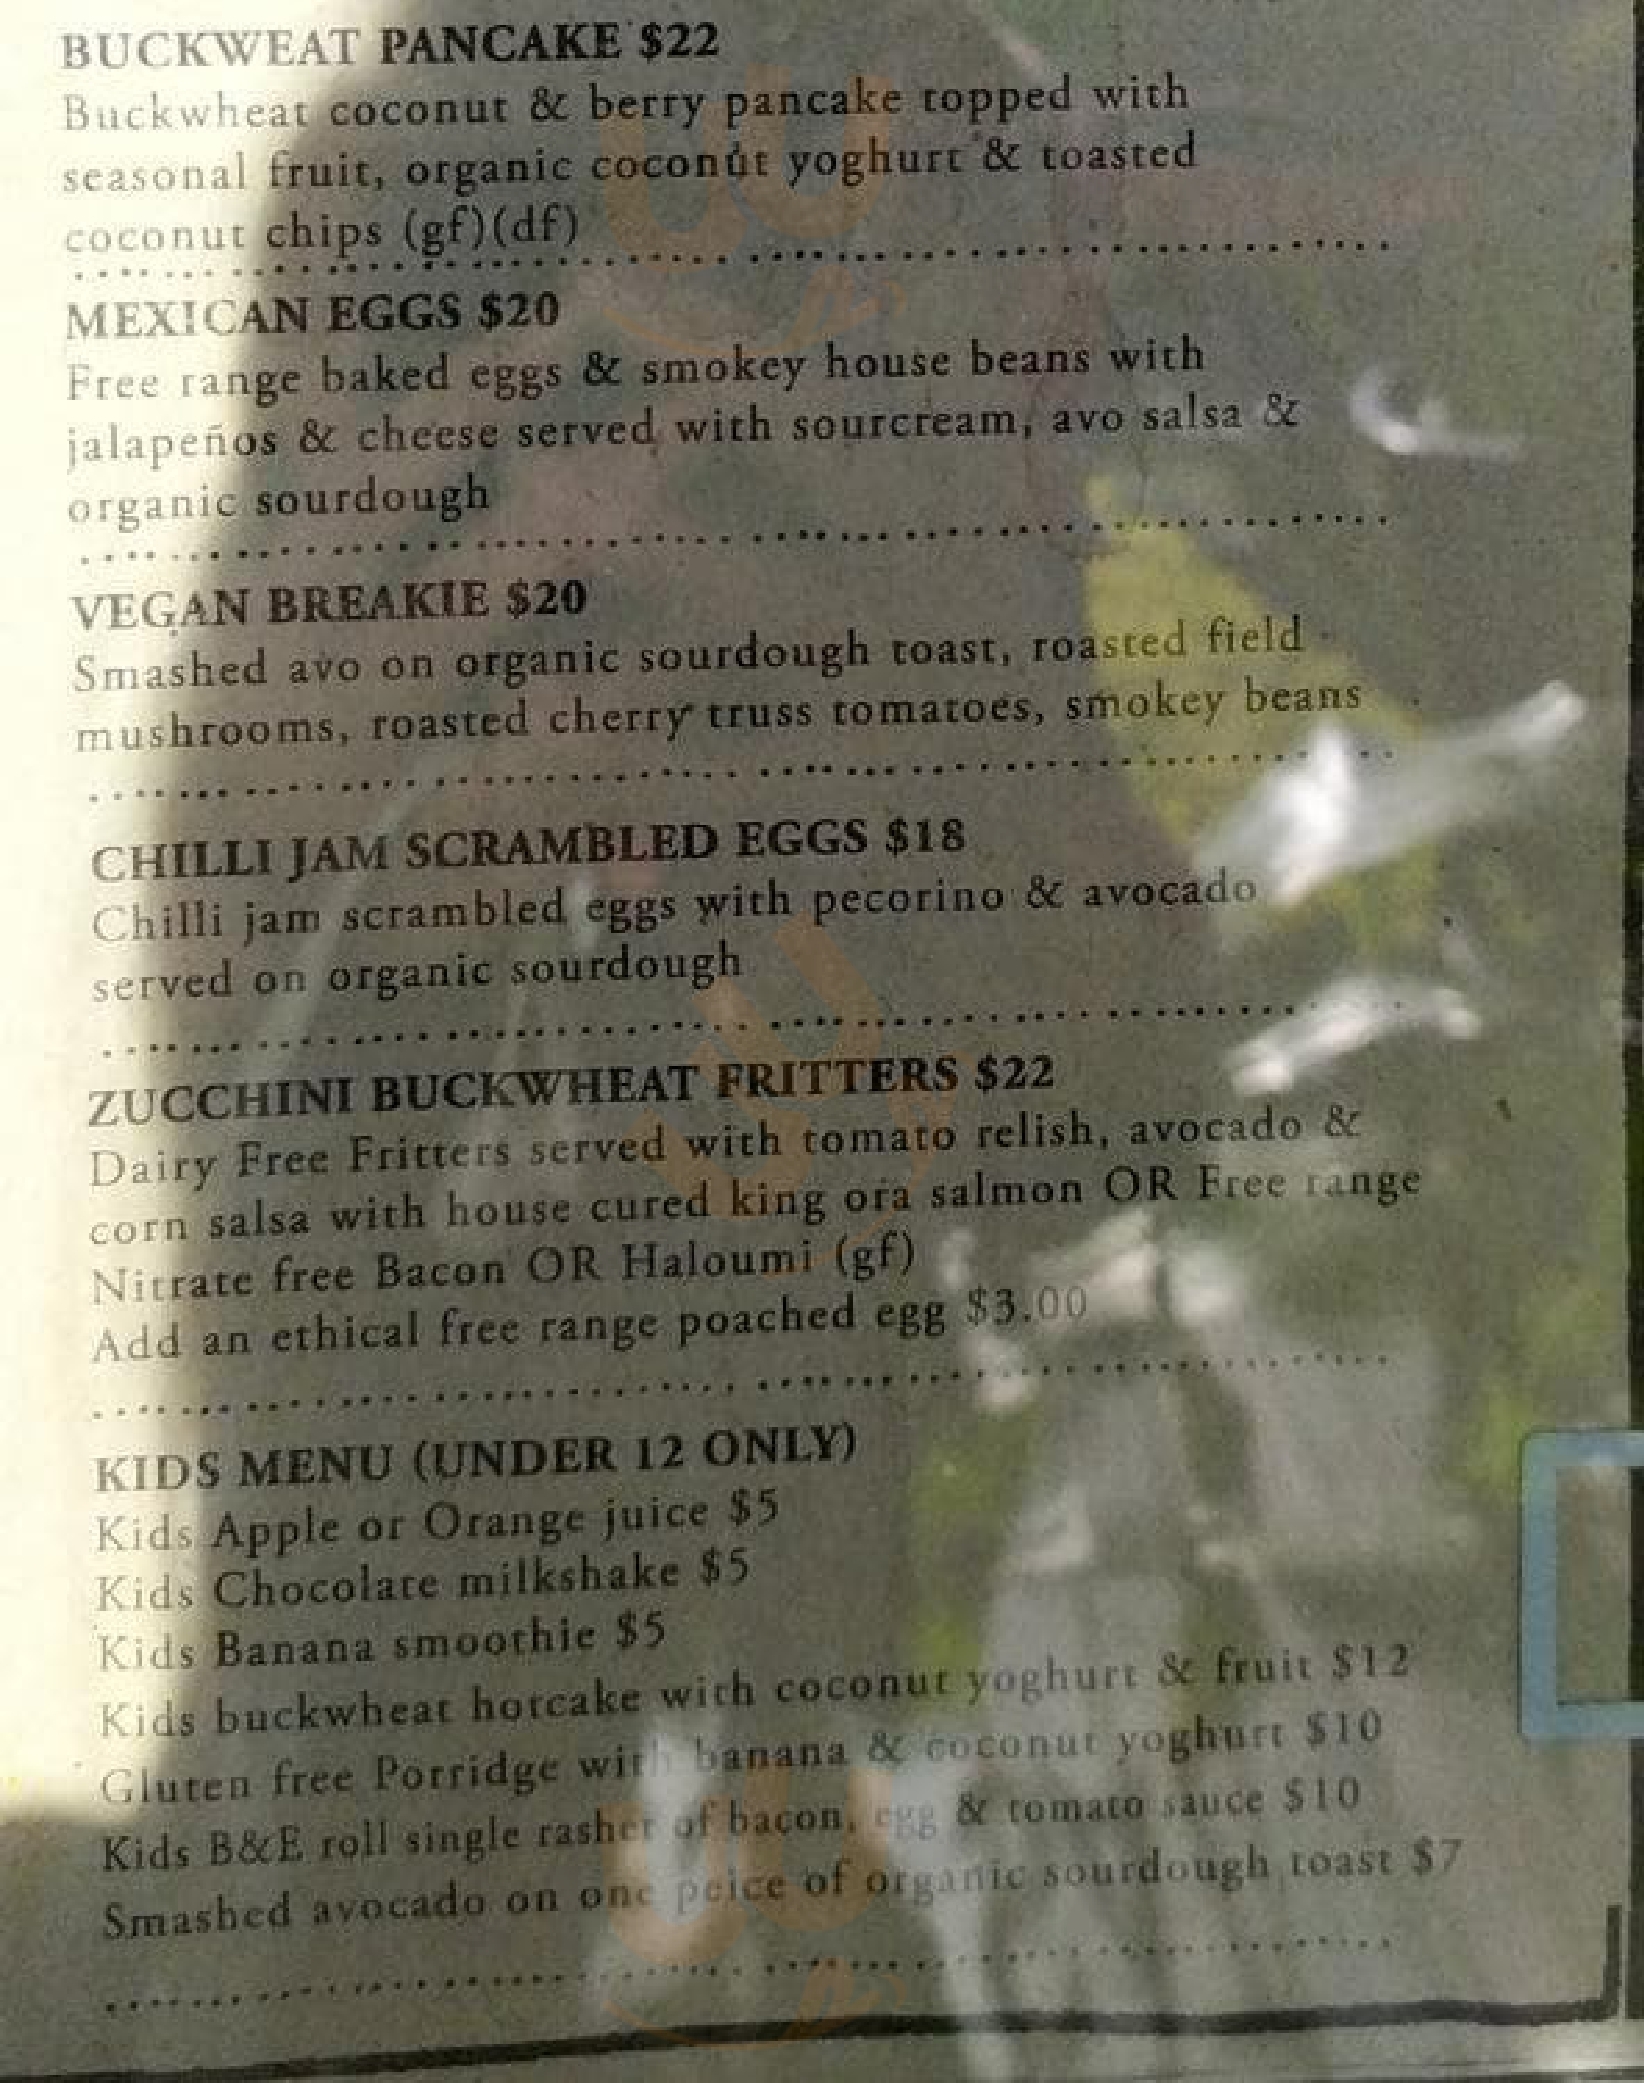 BUCKWEAT PANCAKE $22
Buckwheat coconut & berry pancake topped with
seasonal fruit, organic coconut yoghurt & toasted
coconut chips (gf)(df)
MEXICAN EGGS $20
Free range baked eggs & smokey house beans with
jalapeños & cheese served with sourcream, avo salsa &
organic sourdough
VEGAN BREAKIE $20
Smashed avo on organic sourdough toast, roasted field
mushrooms, roasted cherry truss tomatoes, smokey beans
CHILLI JAM SCRAMBLED EGGS $18
Chilli jam scrambled eggs with pecorino & avocado
served on organic sourdough
ZUCCHINI BUCKWHEAT FRITTERS $22
Dairy Free Fritters served with tomato relish, avocado &
corn salsa with house cured king ora salmon OR Free range
Nitrate free Bacon OR Haloumi (gf)
Add an ethical free range poached egg $3.00
KIDS MENU (UNDER 12 ONLY)
Kids Apple or Orange juice $5
Kids Chocolate milkshake $5
Kids Banana smoothie $5
Kids buckwheat hotcake with coconut yoghurt & fruit $12
Gluten free Porridge with banana & coconut yoghurt $10
Kids B&E roll single rasher of bacon, egg & tomato sauce $10
Smashed avocado on one peice of organic sourdough toast $7